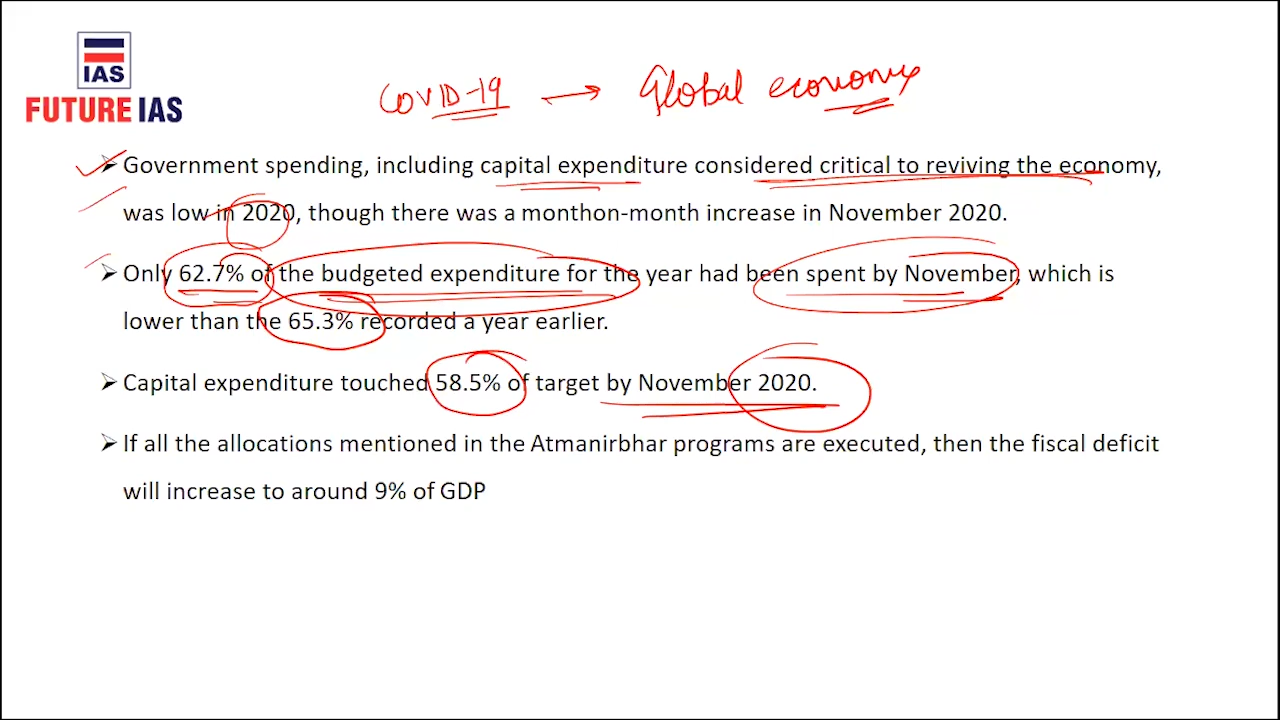 IAS
FUTURE IAS
COVID-19 → Global economy
➤ Government spending, including capital expenditure considered critical to reviving the economy,
was low in 2020, though there was a monthon-month increase in November 2020.
➤ Only 62.7% of the budgeted expenditure for the year had been spent by November, which is
lower than the 65.3% recorded a year earlier.
➤ Capital expenditure touched 58.5% of target by November 2020.
➤ If all the allocations mentioned in the Atmanirbhar programs are executed, then the fiscal deficit
will increase to around 9% of GDP